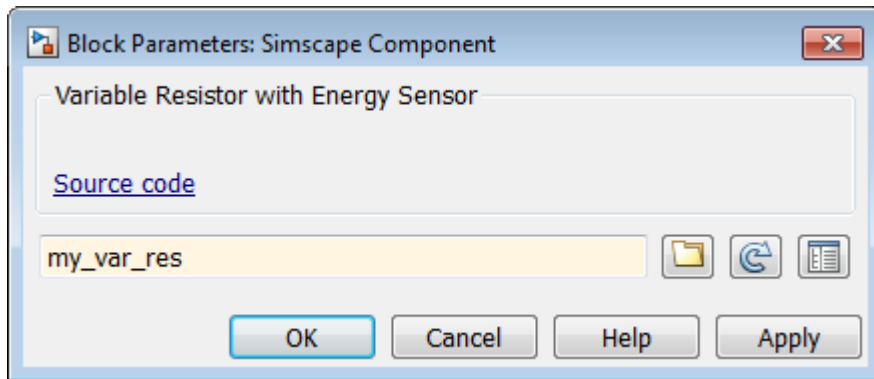 Block Parameters: Simscape Component
Variable Resistor with Energy Sensor
Source code
my_var_res
OK Cancel Help Apply